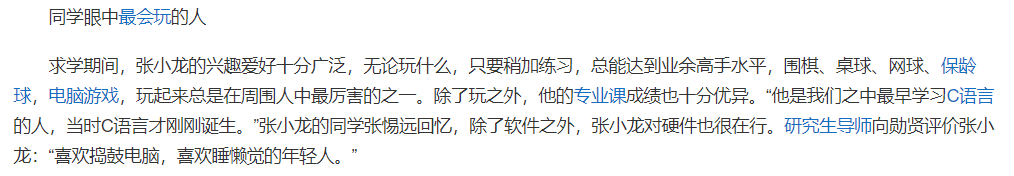 同学眼中最会玩的人
求学期间，张小龙的兴趣爱好十分广泛，无论玩什么，只要稍加练习，总能达到业余高手水平，围棋、桌球、网球、保龄
球，电脑游戏，玩起来总是在周围人中最厉害的之一。除了玩之外，他的专业课成绩也十分优异。“他是我们之中最早学习C语言
的人，当时C语言才刚刚诞生。”张小龙的同学张惕远回忆，除了软件之外，张小龙对硬件也很在行。研究生导师向勋贤评价张小
龙：“喜欢捣鼓电脑，喜欢睡懒觉的年轻人。”